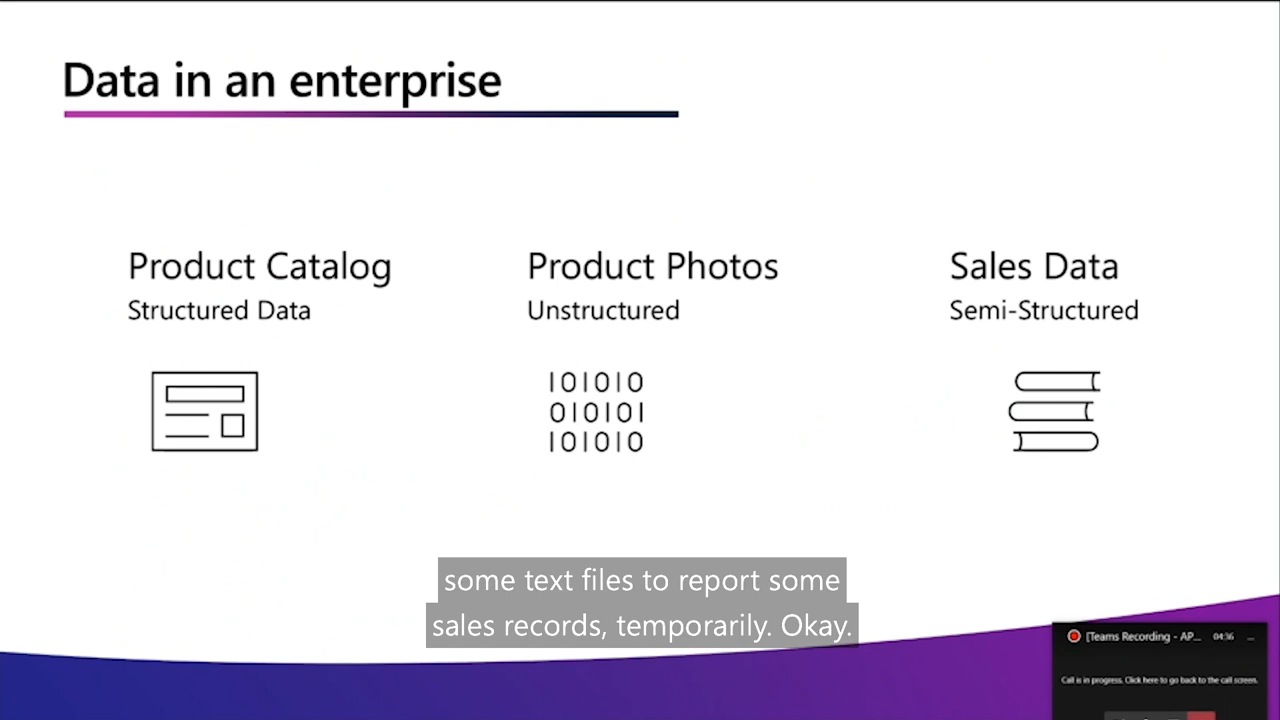 Data in an enterprise
Product Catalog
Structured Data
Product Photos
Unstructured
Sales Data
Semi-Structured
101010
010101
101010
some text files to report some
sales records, temporarily. Okay.
[Teams Recording - AP... 04:36 ...
Call is in progress. Click here to go back to the call screen.